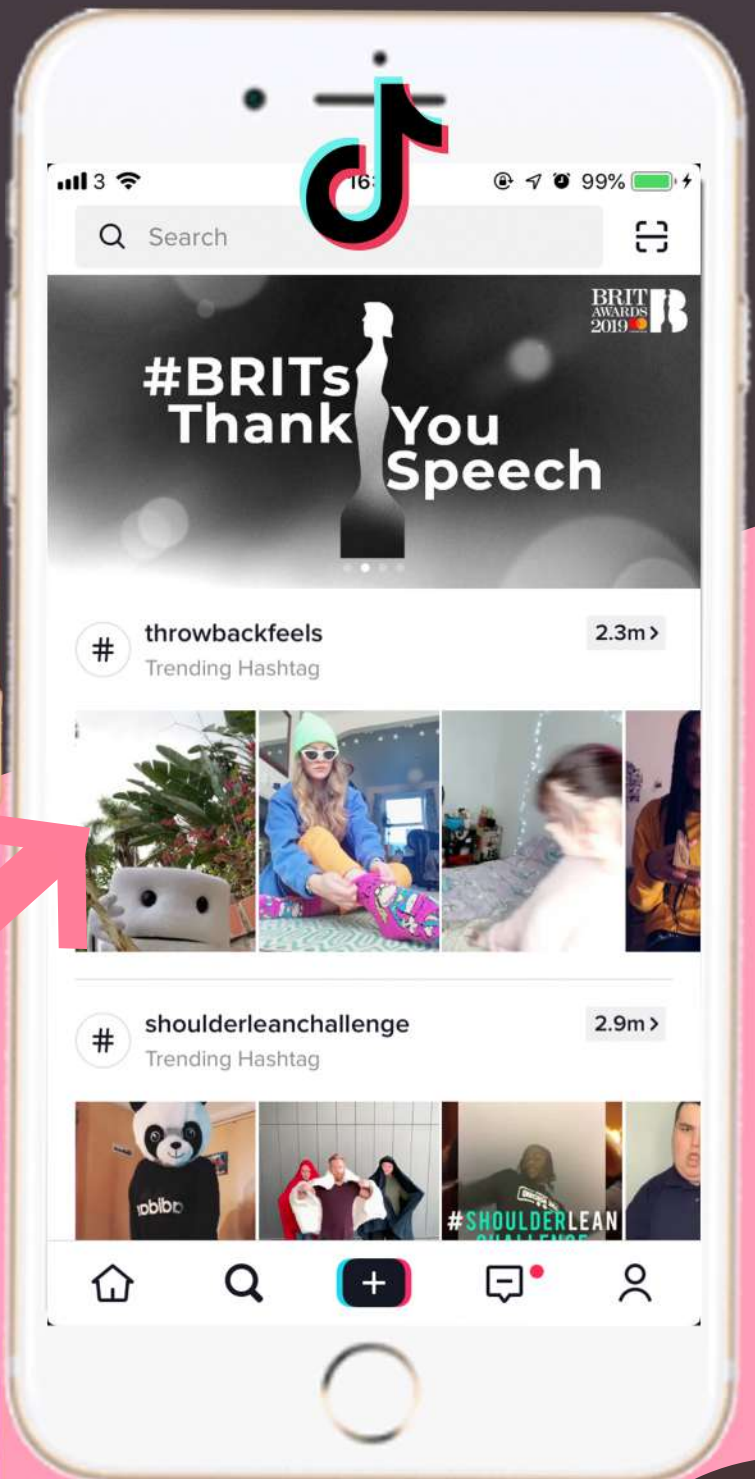 3
16:
99%
Search
BRIT
AWARDS
2019
#BRITs
Thank You
Speech
throwbackfeels
2.3m
Trending Hashtag
shoulderleanchallenge
2.9m
Trending Hashtag
#SHOULDERLEAN
CHALLENGE